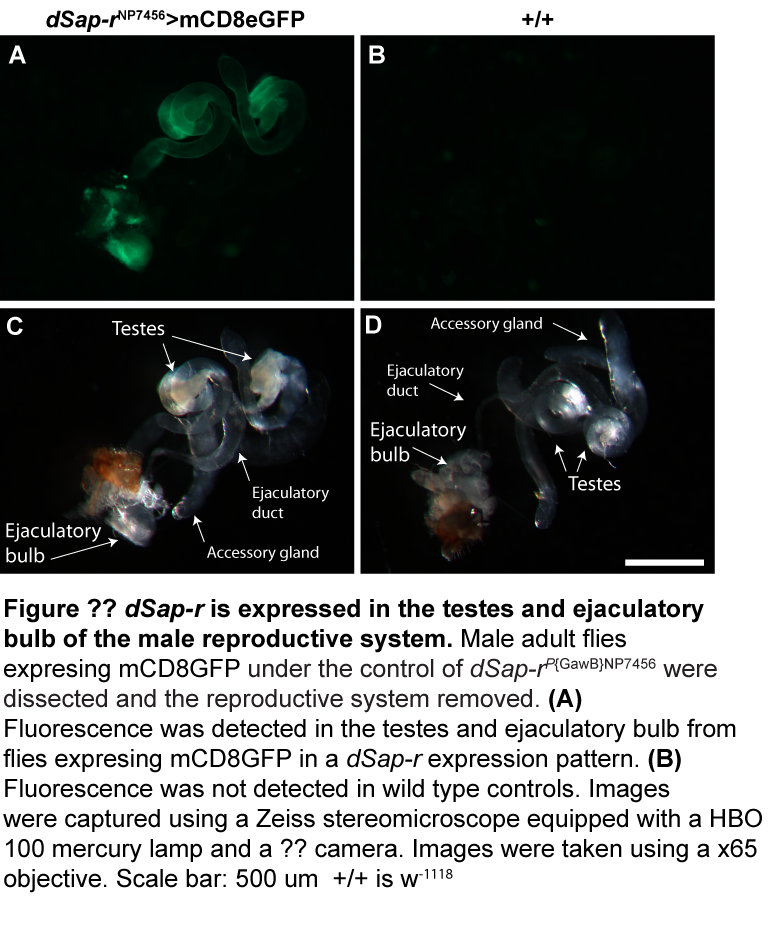 dSap-rNP7456>mCD8eGFP
+/+
A
B
C
Testes
Ejaculatory
duct
Ejaculatory
bulb
Accessory gland
D
Accessory gland
Ejaculatory
duct
Ejaculatory
bulb
Testes
Figure ?? dSap-r is expressed in the testes and ejaculatory
bulb of the male reproductive system. Male adult flies
expresing mCD8GFP under the control of dSap-rP{GawB}NP7456 were
dissected and the reproductive system removed. (A)
Fluorescence was detected in the testes and ejaculatory bulb from
flies expresing mCD8GFP in a dSap-r expression pattern. (B)
Fluorescence was not detected in wild type controls. Images
were captured using a Zeiss stereomicroscope equipped with a HBO
100 mercury lamp and a ?? camera. Images were taken using a x65
objective. Scale bar: 500 um  +/+ is w-1118